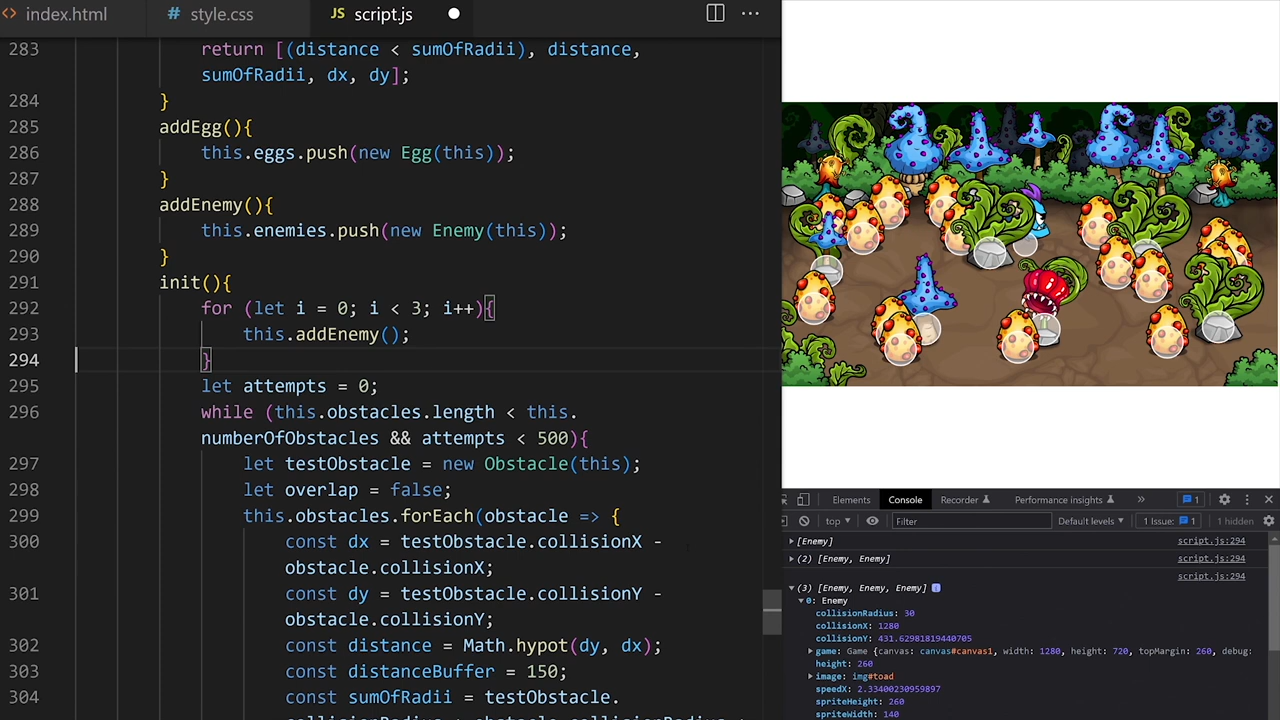 index.html
# style.css
JS script.js
283 return [(distance < sumOfRadii), distance,
sumOfRadii, dx, dy];
284 }
285 addEgg(){
286 this.eggs.push(new Egg(this));
287 }
288 addEnemy(){
289 this.enemies.push(new Enemy(this));
290 }
291 init(){
292 for (let i = 0; i < 3; i++){
293 this.addEnemy();
294 }
295 let attempts = 0;
296 while (this.obstacles.length < this.
numberOfObstacles && attempts < 500){
297 let testObstacle = new Obstacle(this);
298 let overlap = false;
299 this.obstacles.forEach(obstacle => {
300 const dx = testObstacle.collisionX -
obstacle.collisionX;
301 const dy = testObstacle.collisionY -
obstacle.collisionY;
302 const distance = Math.hypot(dy, dx);
303 const distanceBuffer = 150;
304 const sumOfRadii = testObstacle.
Elements Console Recorder Performance insights » 1
top Filter Default levels 1 Issue: 1 1 hidden
[Enemy] script.js:294
(2) [Enemy, Enemy] script.js:294
script.js:294
(3) [Enemy, Enemy, Enemy]
0: Enemy
collisionRadius: 30
collisionX: 1280
collisionY: 431.62981819440705
game: Game {canvas: canvas#canvas1, width: 1280, height: 720, topMargin: 260, debug:
height: 260
image: img#toad
speedX: 2.33400230959897
spriteHeight: 260
spriteWidth: 140